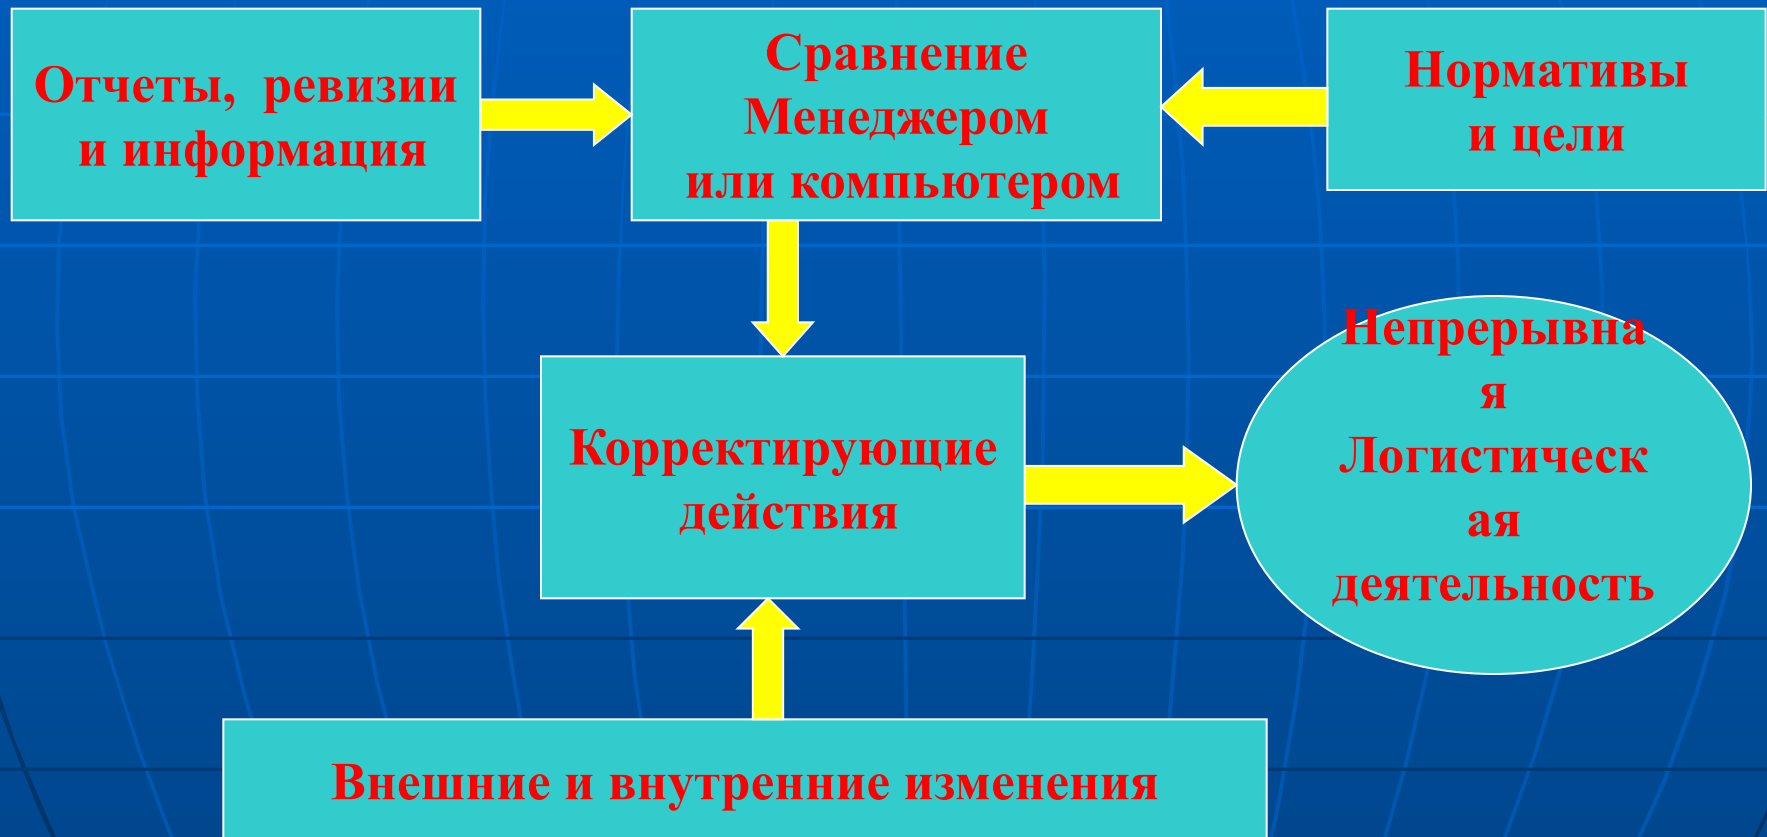 Отчеты, ревизии
и информация
Сравнение
Менеджером
или компьютером
Нормативы
и цели
Непрерывна
я
Логистическ
ая
деятельность
Корректирующие
действия
Внешние и внутренние изменения